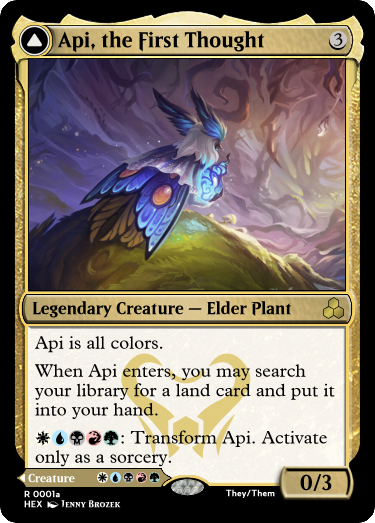 Api, the First Thought 3
Legendary Creature — Elder Plant
Api is all colors.
When Api enters, you may search
your library for a land card and put it
into your hand.
: Transform Api. Activate
only as a sorcery.
Creature
0/3
R 0001a
They/Them
HEX Jenny Brozek